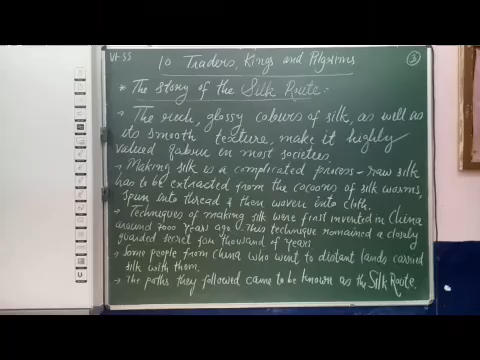 VI-SS
10 Traders, Kings and Pilgrims
3
* The story of the Silk Route:-
→ The rich, glossy colours of silk, as well as
its smooth texture, make it highly
valued fabric in most societies.
→ Making silk is a complicated process - raw silk
has to be extracted from the cocoons of silk worms,
spun into thread & then woven into cloth.
→ Techniques of making silk were first invented in China
around 7000 years ago. This technique remained a closely
guarded secret for thousand of years
→ Some people from China who went to distant lands carried
silk with them.
→ The paths they followed came to be known as the Silk Route.